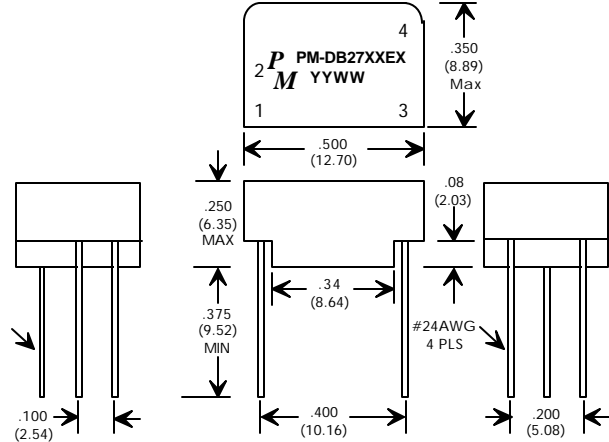 4
P PM-DB27XXEX
2 M YYWW
1 3
.350
(8.89)
Max
.500
(12.70)
.250
(6.35)
MAX
.08
(2.03)
.34
(8.64)
.375
(9.52)
MIN
#24AWG
4 PLS
.100
(2.54)
.400
(10.16)
.200
(5.08)